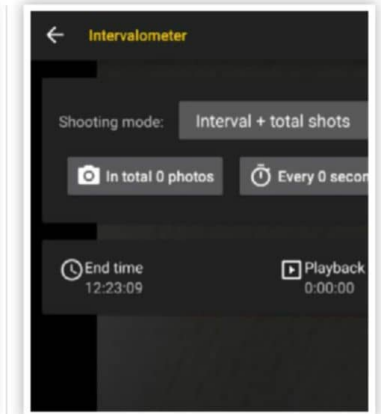 Intervalometer
Shooting mode: Interval + total shots
In total 0 photos Every 0 secon
End time Playback
12:23:09 0:00:00